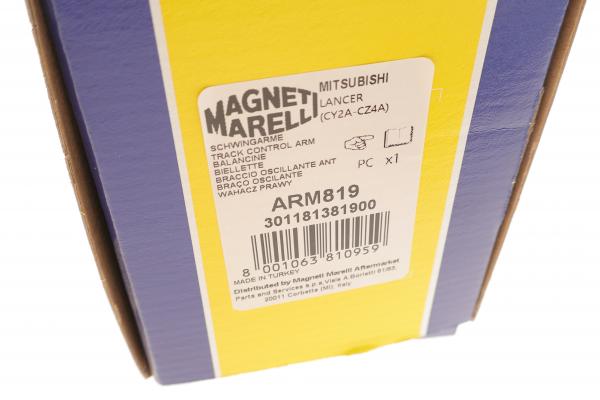 MAGNETI
MARELLI
MITSUBISHI
LANCER
(CY2A-CZ4A)
SCHWINGARME
TRACK CONTROL ARM
BALANCINE
BIELLETTE
BRACCIO OSCILLANTE ANT
BRAÇO OSCILANTE
WAHACZ PRAWY
PC x1
ARM819
301181381900
8 001063 810959
MADE IN TURKEY
Distributed by Magneti Marelli Aftermarket
Parts and Services s.p.a,Viale A.Borletti 61/63,
20011 Corbetta (MI), Italy